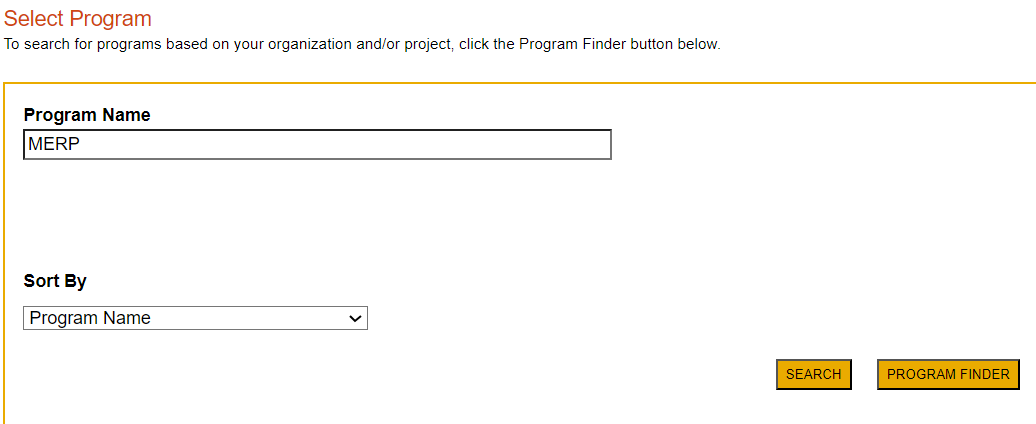 Select Program
To search for programs based on your organization and/or project, click the Program Finder button below.
Program Name
MERP
Sort By
Program Name
SEARCH PROGRAM FINDER